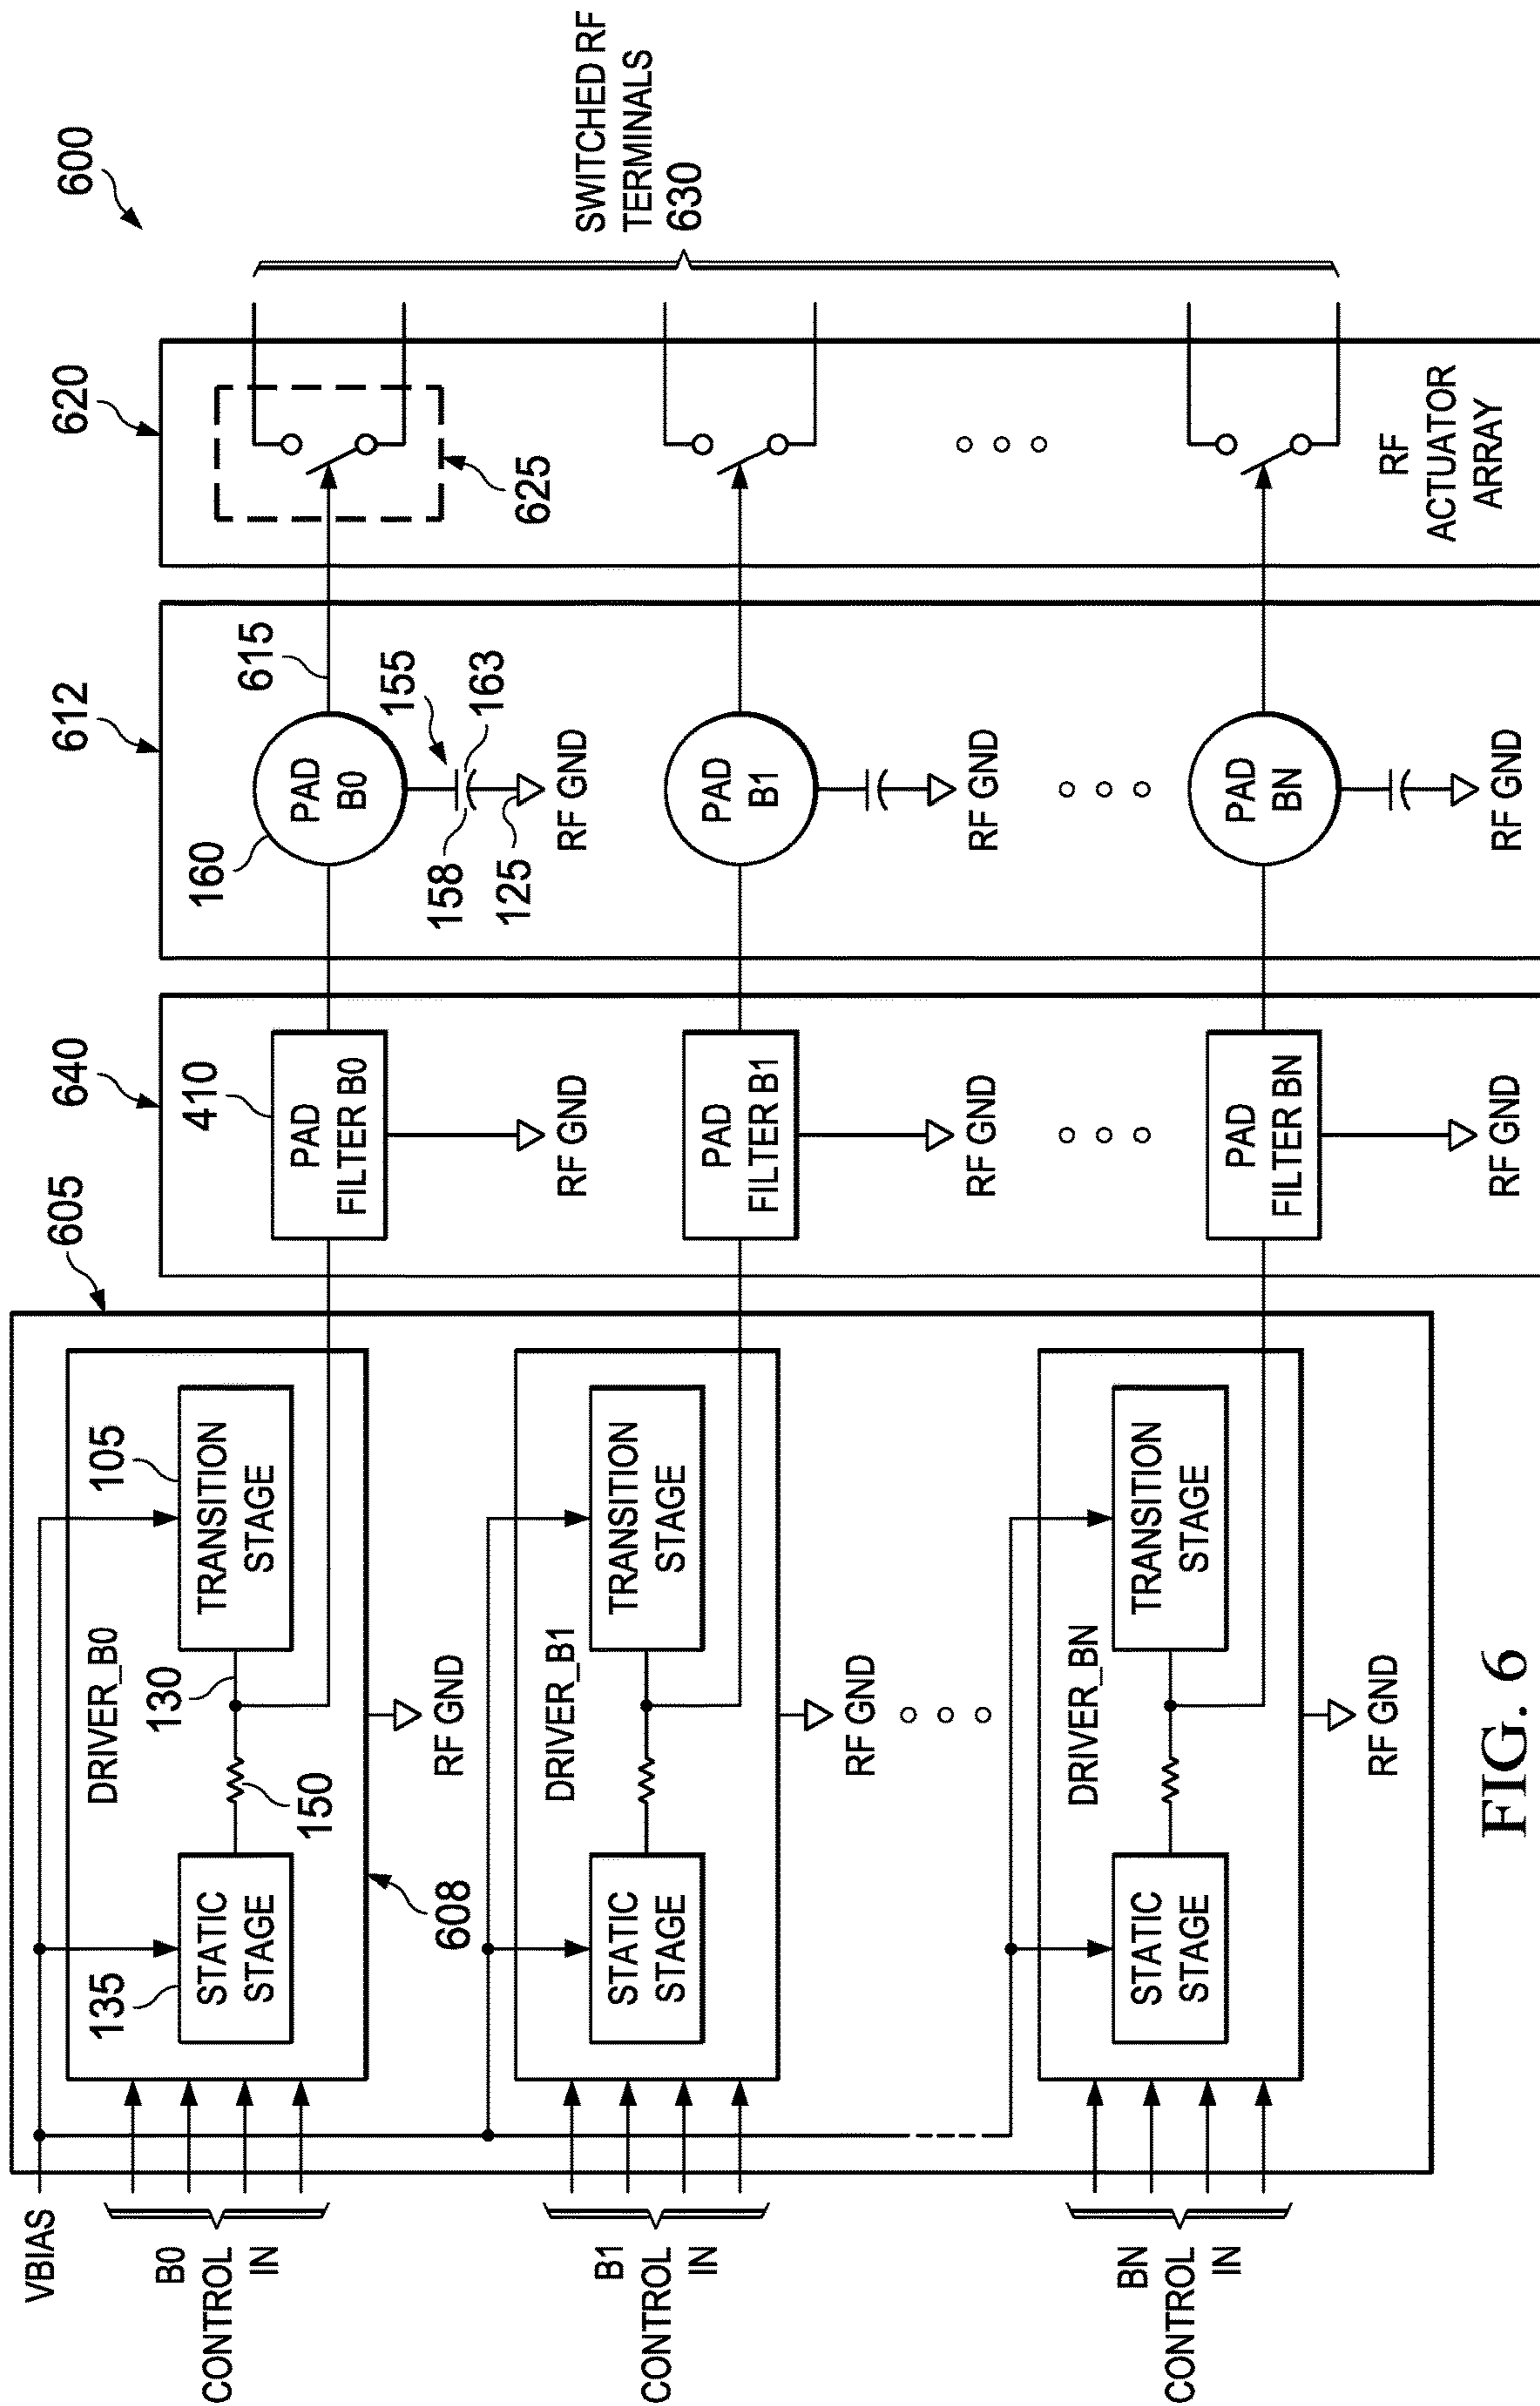 600
605
640
612
620
SWITCHED RF
TERMINALS
630
VBIAS
B0
CONTROL
IN
135
STATIC
STAGE
DRIVER_B0
130
150
105
TRANSITION
STAGE
608
RF GND
410
PAD
FILTER B0
RF GND
160
PAD
B0
615
155
163
158
125
RF GND
625
B1
CONTROL
IN
STATIC
STAGE
DRIVER_B1
TRANSITION
STAGE
RF GND
PAD
FILTER B1
RF GND
PAD
B1
RF GND
BN
CONTROL
IN
STATIC
STAGE
DRIVER_BN
TRANSITION
STAGE
RF GND
PAD
FILTER BN
RF GND
PAD
BN
RF GND
RF
ACTUATOR
ARRAY
FIG. 6